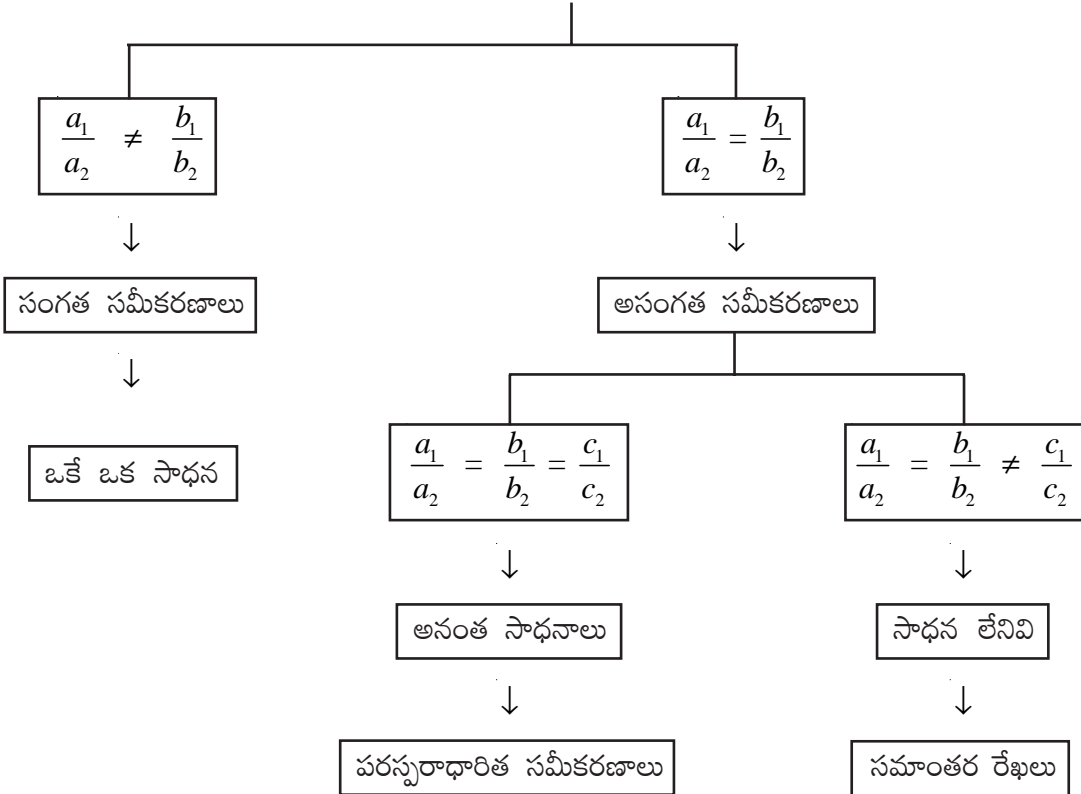 a₁/a₂ ≠ b₁/b₂
a₁/a₂ = b₁/b₂
↓
↓
సంగత సమీకరణాలు
అసంగత సమీకరణాలు
↓
ఒకే ఒక సాధన
a₁/a₂ = b₁/b₂ = c₁/c₂
a₁/a₂ = b₁/b₂ ≠ c₁/c₂
↓
↓
అనంత సాధనాలు
సాధన లేనివి
↓
↓
పరస్పరాధారిత సమీకరణాలు
సమాంతర రేఖలు